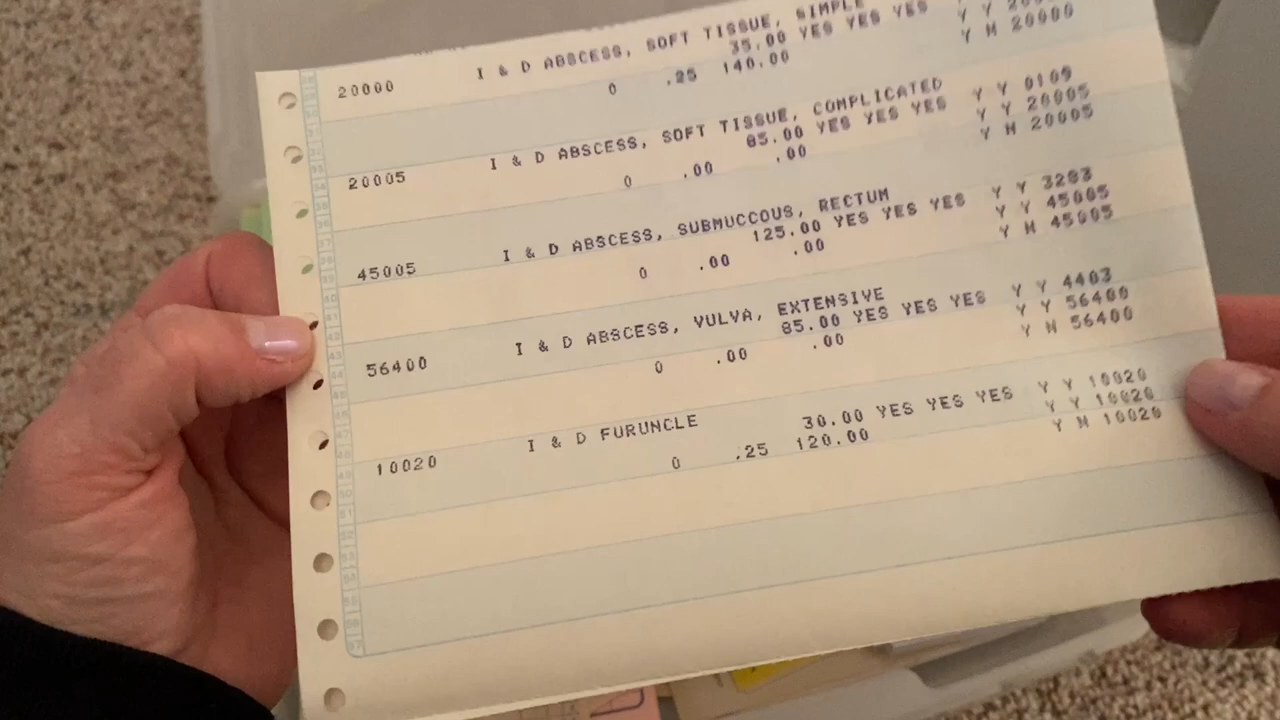 I & D ABSCESS, SOFT TISSUE, SIMPLE
35.00 YES YES YES Y Y
20000 0 .25 140.00 Y N 20000
I & D ABSCESS, SOFT TISSUE, COMPLICATED Y Y 0109
85.00 YES YES YES Y Y 20005
20005 0 .00 .00 Y N 20005
I & D ABSCESS, SUBMUCCOUS, RECTUM Y Y 3283
125.00 YES YES YES Y Y 45005
45005 0 .00 .00 Y N 45005
I & D ABSCESS, VULVA, EXTENSIVE Y Y 4403
85.00 YES YES YES Y Y 56400
56400 0 .00 .00 Y N 56400
I & D FURUNCLE Y Y 10020
30.00 YES YES YES Y Y 10020
10020 0 .25 120.00 Y N 10020